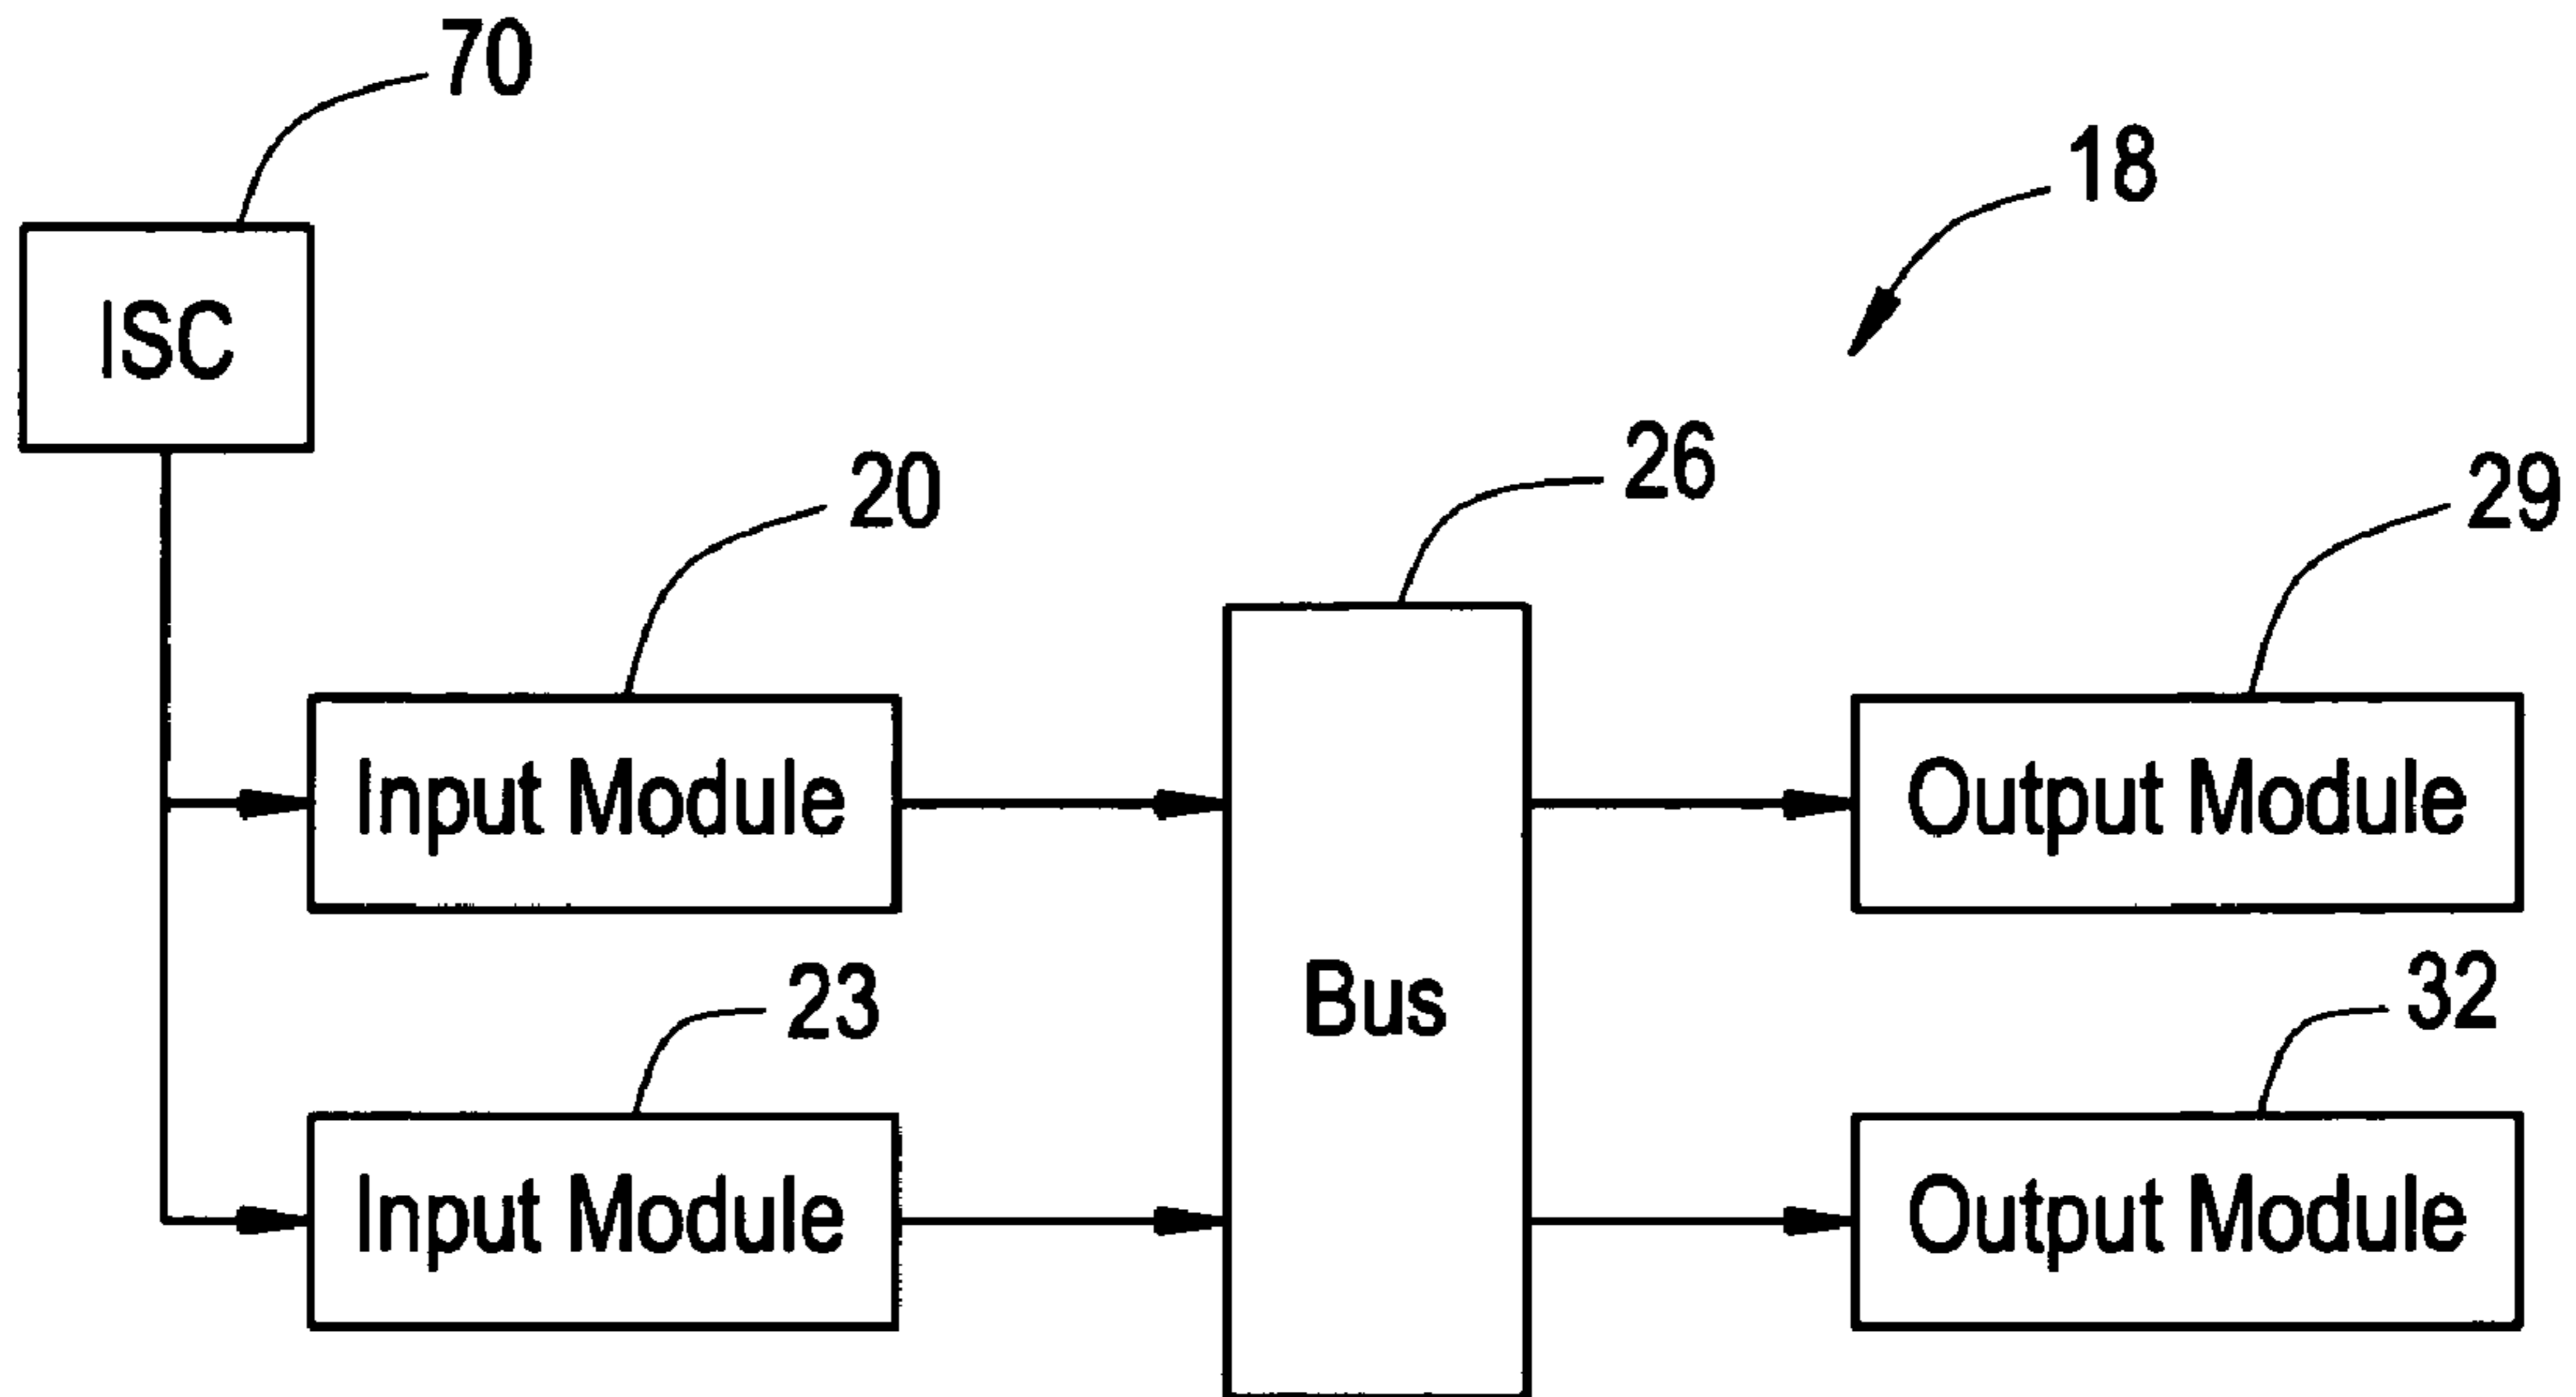 70
18
ISC
26
20
29
Input Module
Output Module
23
Bus
32
Input Module
Output Module